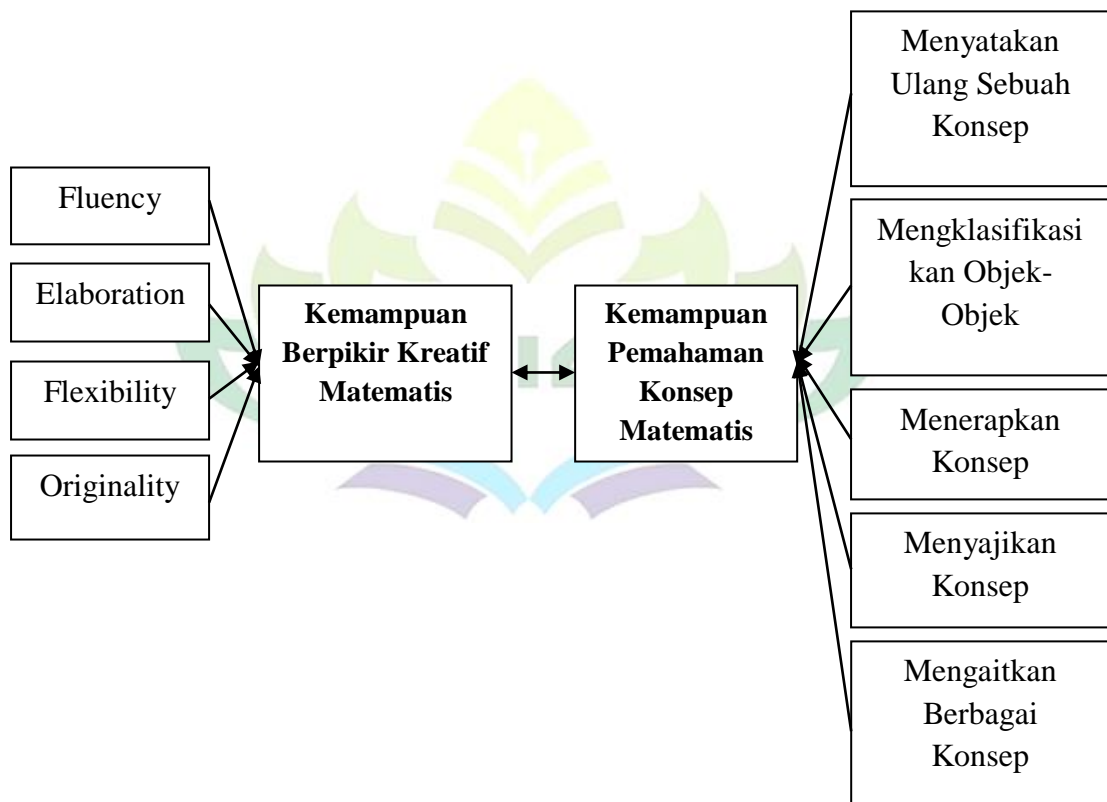 Fluency
Elaboration
Flexibility
Originality
Kemampuan
Berpikir Kreatif
Matematis
Kemampuan
Pemahaman
Konsep
Matematis
Menyatakan
Ulang Sebuah
Konsep
Mengklasifikasi
kan Objek-
Objek
Menerapkan
Konsep
Menyajikan
Konsep
Mengaitkan
Berbagai
Konsep